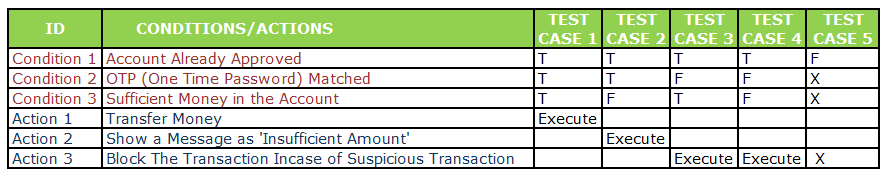 ID CONDITIONS/ACTIONS TEST CASE 1 TEST CASE 2 TEST CASE 3 TEST CASE 4 TEST CASE 5
Condition 1 Account Already Approved T T T T F
Condition 2 OTP (One Time Password) Matched T T F F X
Condition 3 Sufficient Money in the Account T F T F X
Action 1 Transfer Money Execute
Action 2 Show a Message as 'Insufficient Amount' Execute
Action 3 Block The Transaction Incase of Suspicious Transaction Execute Execute X